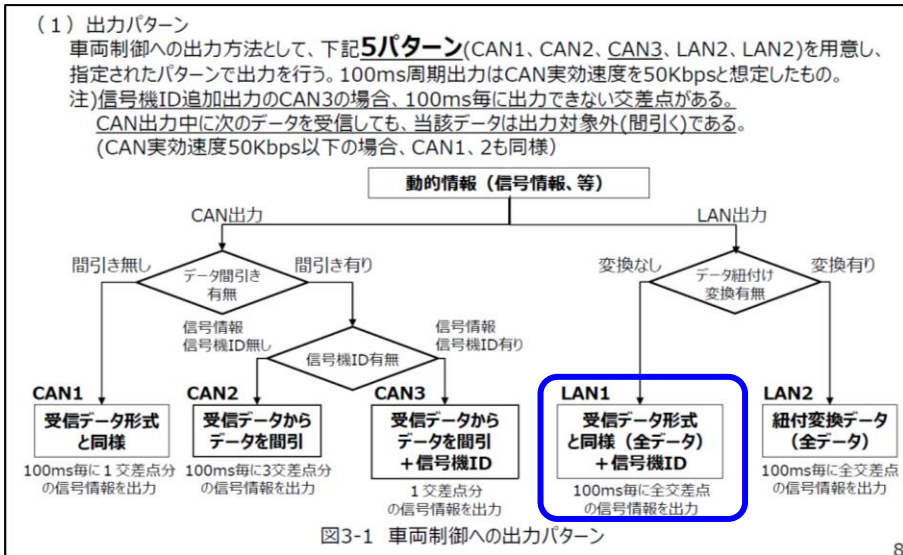 (1)出力パターン
車両制御への出力方法として、下記5パターン(CAN1、CAN2、CAN3、LAN2、LAN2)を用意し、
指定されたパターンで出力を行う。100ms周期出力はCAN実効速度を50Kbpsと想定したもの。
注)信号機ID追加出力のCAN3の場合、100ms毎に出力できない交差点がある。
CAN出力中に次のデータを受信しても、当該データは出力対象外(間引く)である。
(CAN実効速度50Kbps以下の場合、CAN1、2も同様)
動的情報(信号情報、等)
CAN出力
LAN出力
間引き無し
データ間引き
有無
間引き有り
変換なし
データ紐付け
変換有無
変換有り
信号情報
信号機ID無し
信号機ID有無
信号情報
信号機ID有り
CAN1
受信データ形式
と同様
100ms毎に1交差点分
の信号情報を出力
CAN2
受信データから
データを間引
100ms毎に3交差点分
の信号情報を出力
CAN3
受信データから
データを間引
+信号機ID
1交差点分
の信号情報を出力
LAN1
受信データ形式
と同様(全データ)
+信号機ID
100ms毎に全交差点
の信号情報を出力
LAN2
紐付変換データ
(全データ)
100ms毎に全交差点
の信号情報を出力
図3-1 車両制御への出力パターン
8